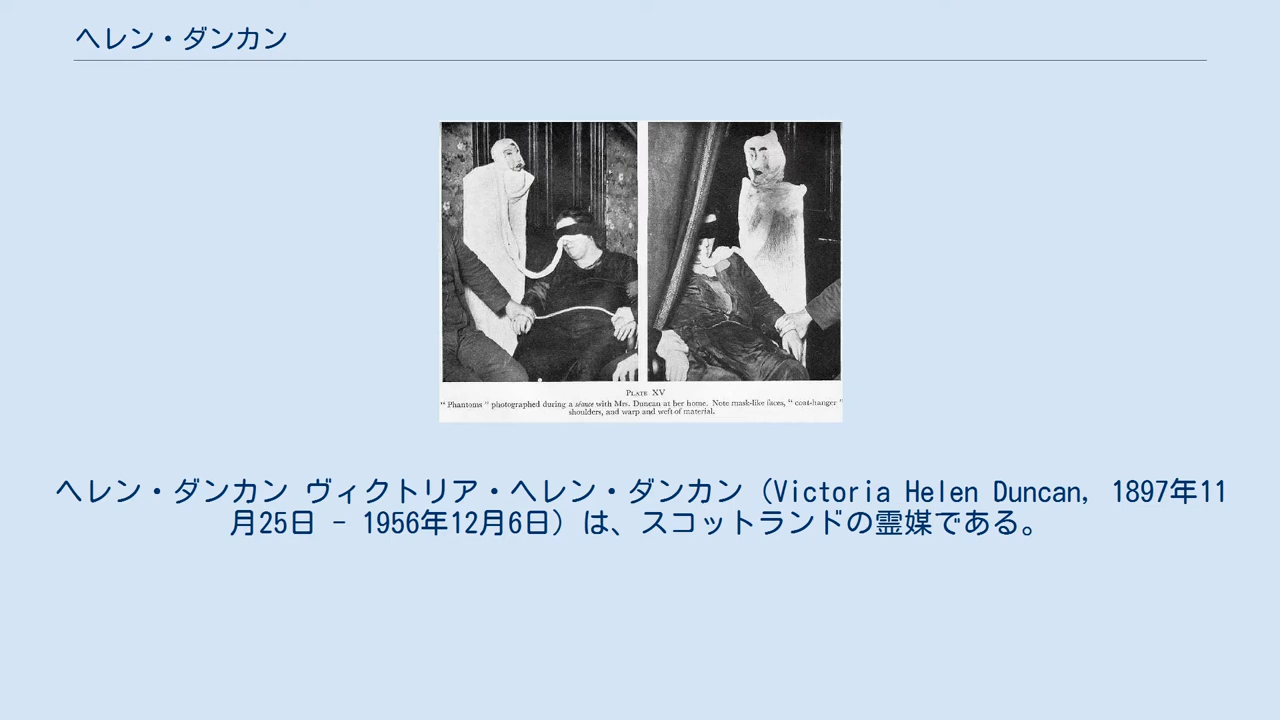 ヘレン・ダンカン
PLATE XV
“ Phantoms ” photographed during a séance with Mrs. Duncan at her home. Note mask-like faces, “ coat-hanger ”
shoulders, and warp and weft of material.
ヘレン・ダンカン ヴィクトリア・ヘレン・ダンカン（Victoria Helen Duncan, 1897年11
月25日 – 1956年12月6日）は、スコットランドの霊媒である。